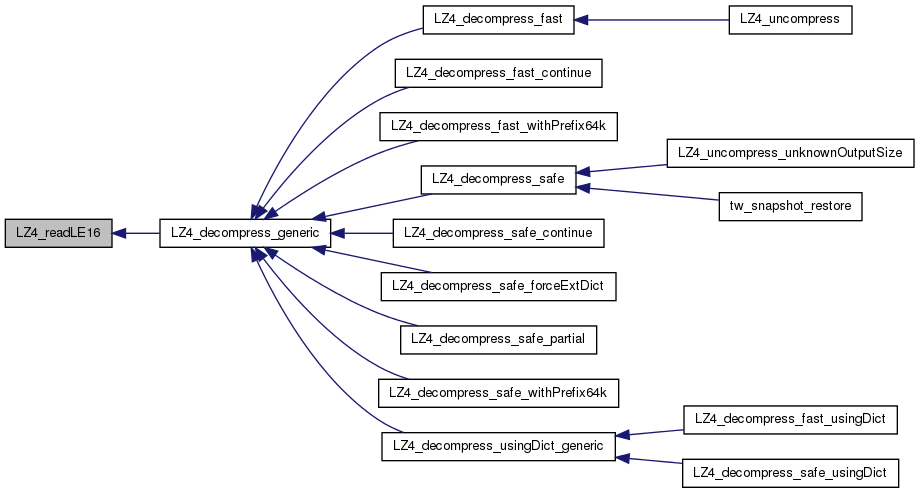 LZ4_decompress_fast
LZ4_uncompress
LZ4_decompress_fast_continue
LZ4_decompress_fast_withPrefix64k
LZ4_uncompress_unknownOutputSize
LZ4_decompress_safe
tw_snapshot_restore
LZ4_readLE16
LZ4_decompress_generic
LZ4_decompress_safe_continue
LZ4_decompress_safe_forceExtDict
LZ4_decompress_safe_partial
LZ4_decompress_safe_withPrefix64k
LZ4_decompress_fast_usingDict
LZ4_decompress_usingDict_generic
LZ4_decompress_safe_usingDict